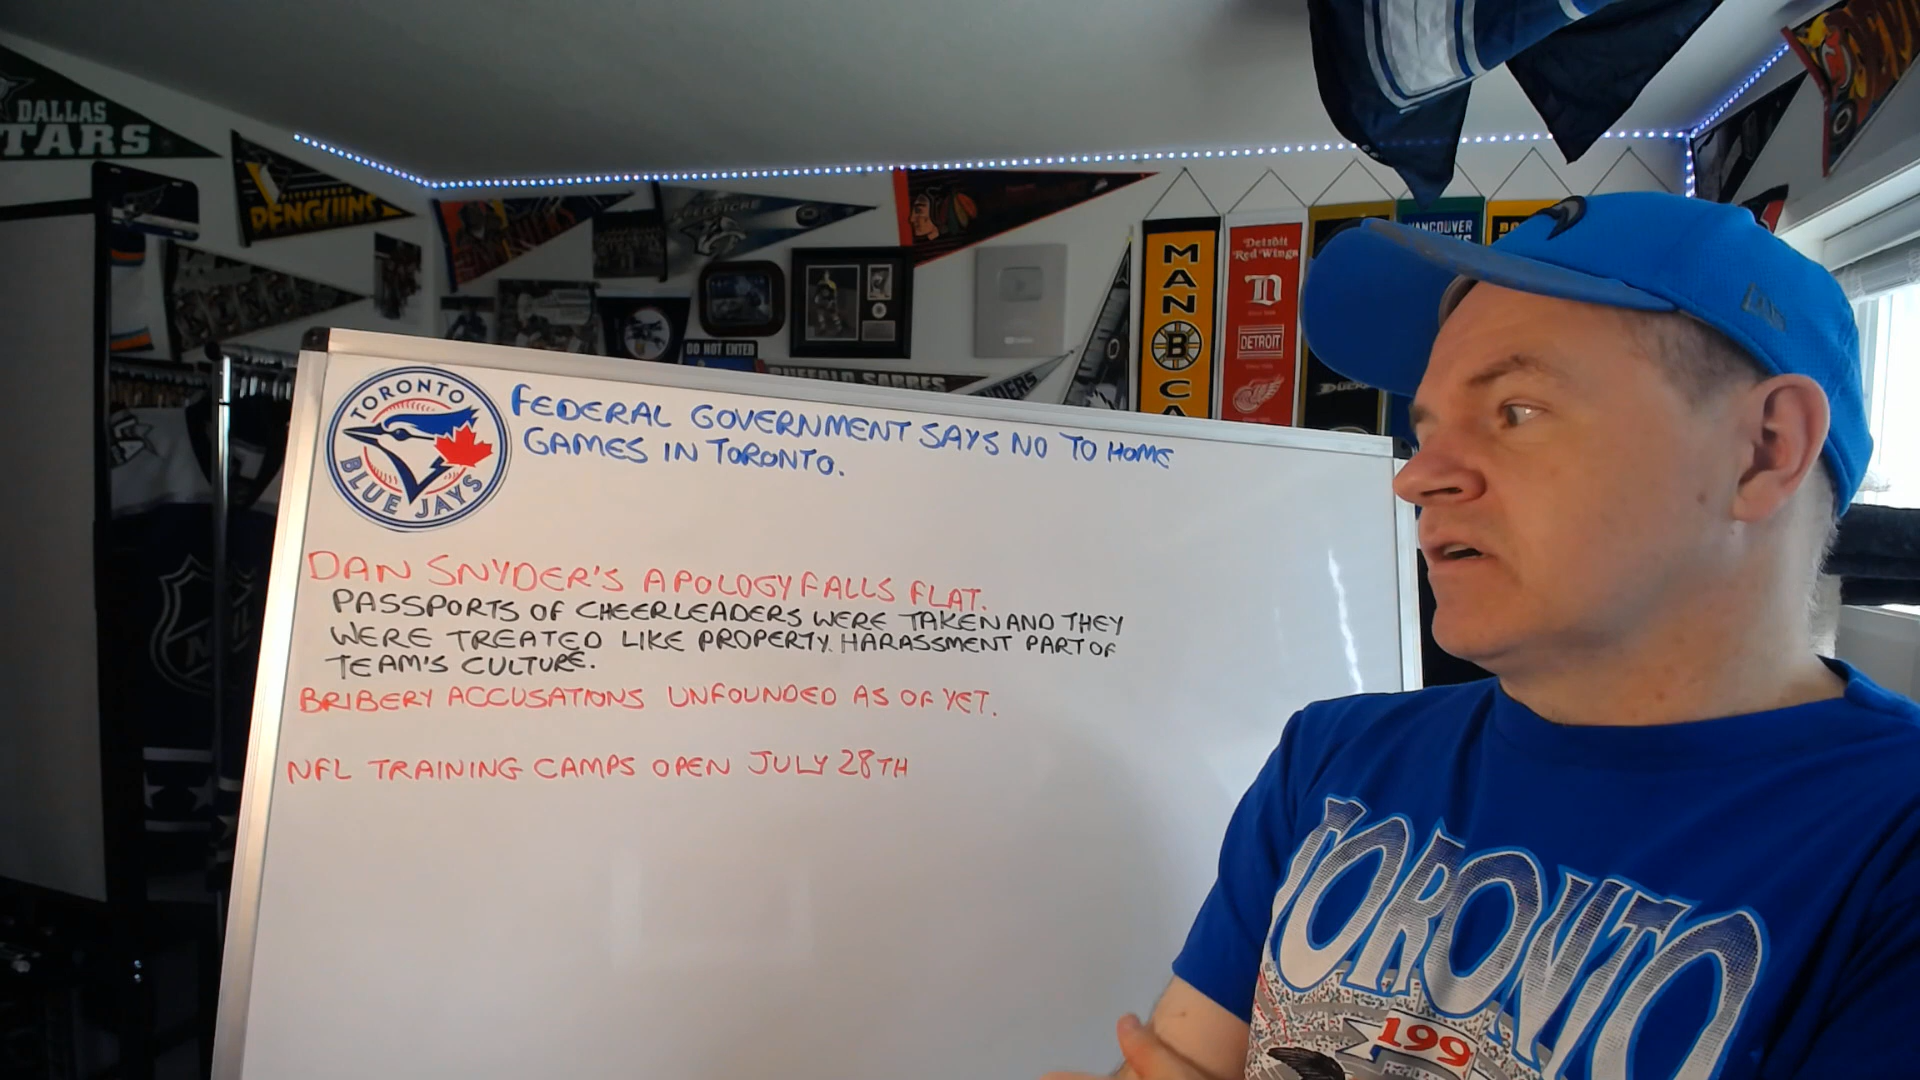 DALLAS
STARS
PENGUINS
DO NOT ENTER
BUFFALO SABRES
MAN
B
CA
Detroit
Red Wings
D
DETROIT
VANCOUVER
TORONTO
BLUE JAYS
FEDERAL GOVERNMENT SAYS NO TO HOME
GAMES IN TORONTO.
DAN SNYDER'S APOLOGY FALLS FLAT.
PASSPORTS OF CHEERLEADERS WERE TAKEN AND THEY
WERE TREATED LIKE PROPERTY. HARASSMENT PART OF
TEAM'S CULTURE.
BRIBERY ACCUSATIONS UNFOUNDED AS OF YET.
NFL TRAINING CAMPS OPEN JULY 28TH
NHL
TORONTO
199